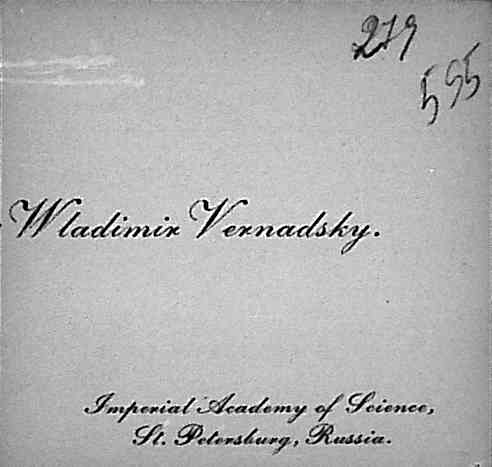 279
595
Wladimir Vernadsky.
Imperial Academy of Science,
St. Petersburg, Russia.